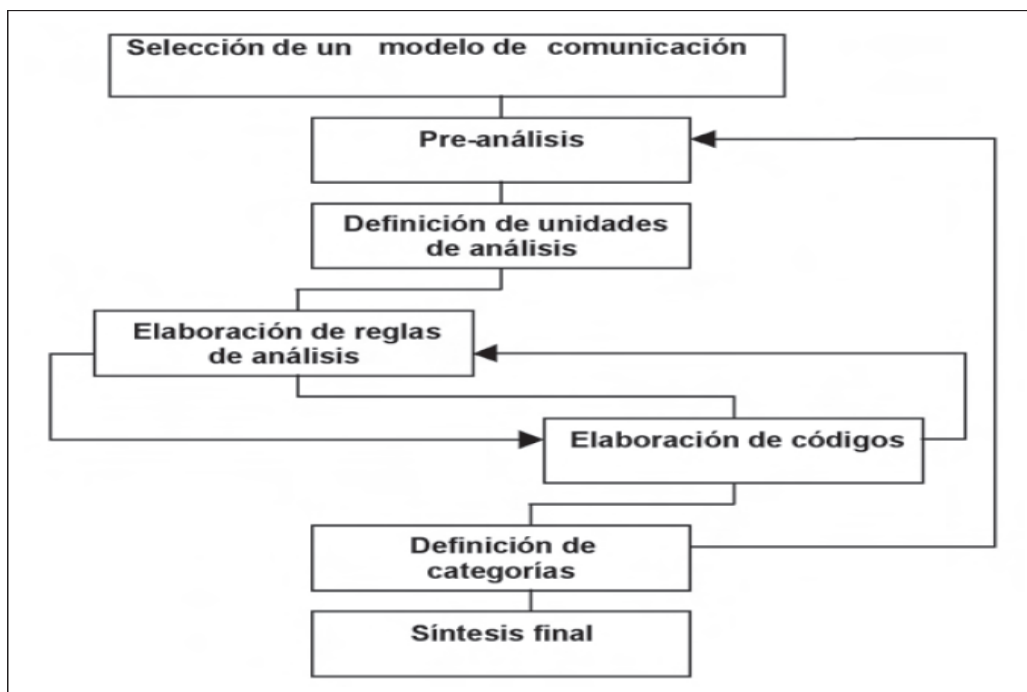 Selección de un modelo de comunicación
Pre-análisis
Definición de unidades
de análisis
Elaboración de reglas
de análisis
Elaboración de códigos
Definición de
categorías
Síntesis final